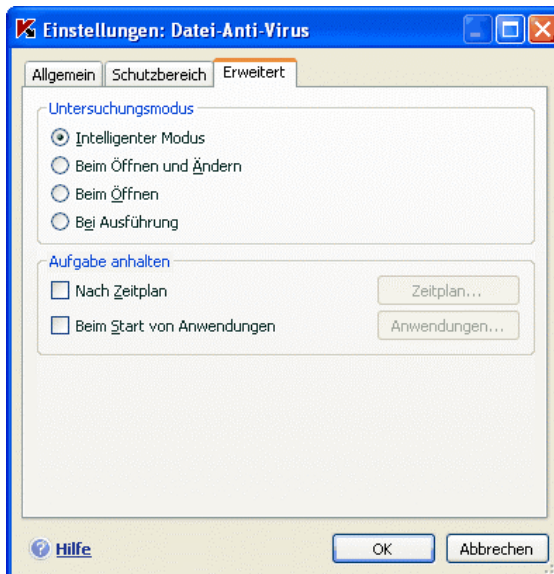 Einstellungen: Datei-Anti-Virus
Allgemein Schutzbereich Erweitert
Untersuchungsmodus
Intelligenter Modus
Beim Öffnen und Ändern
Beim Öffnen
Bei Ausführung
Aufgabe anhalten
Nach Zeitplan Zeitplan...
Beim Start von Anwendungen Anwendungen...
Hilfe OK Abbrechen